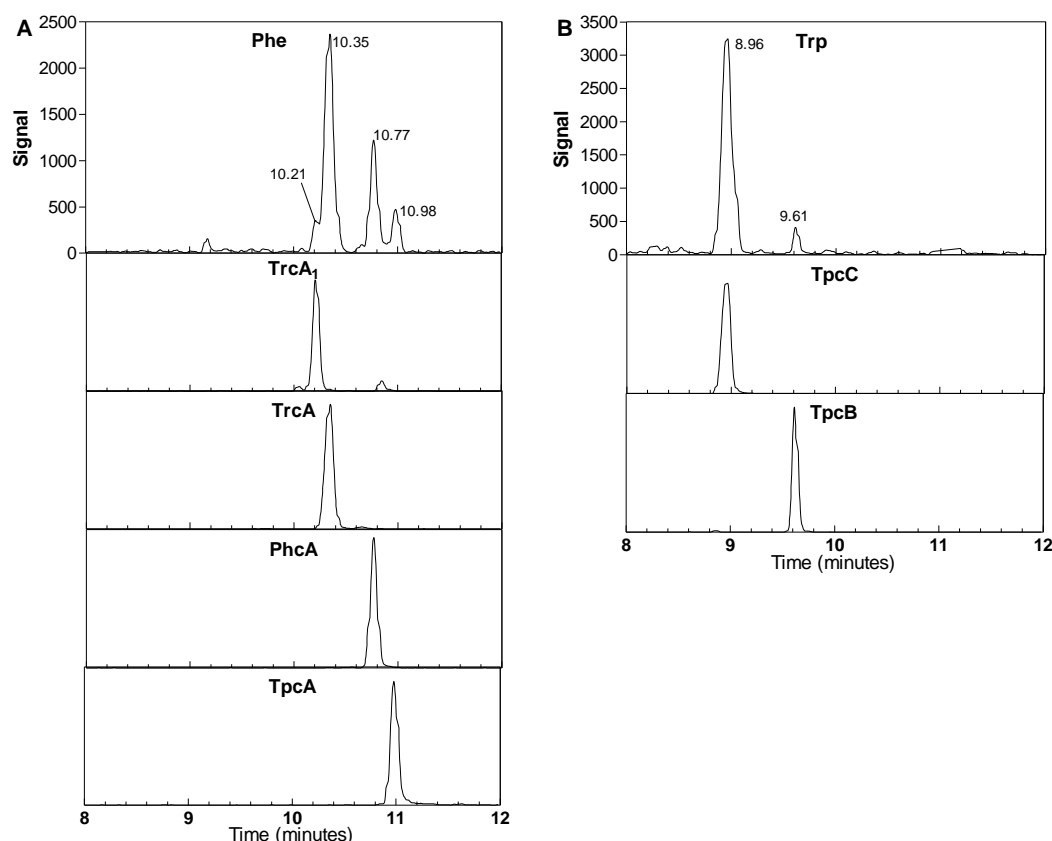 A
Phe
2500
2000
1500
1000
500
0
Signal
10.35
10.77
10.21
10.98
TrcA1
TrcA
PhcA
TpcA
8 9 10 11 12
Time (minutes)
B
Trp
3500
3000
2500
2000
1500
1000
500
0
Signal
8.96
9.61
TpcC
TpcB
8 9 10 11 12
Time (minutes)